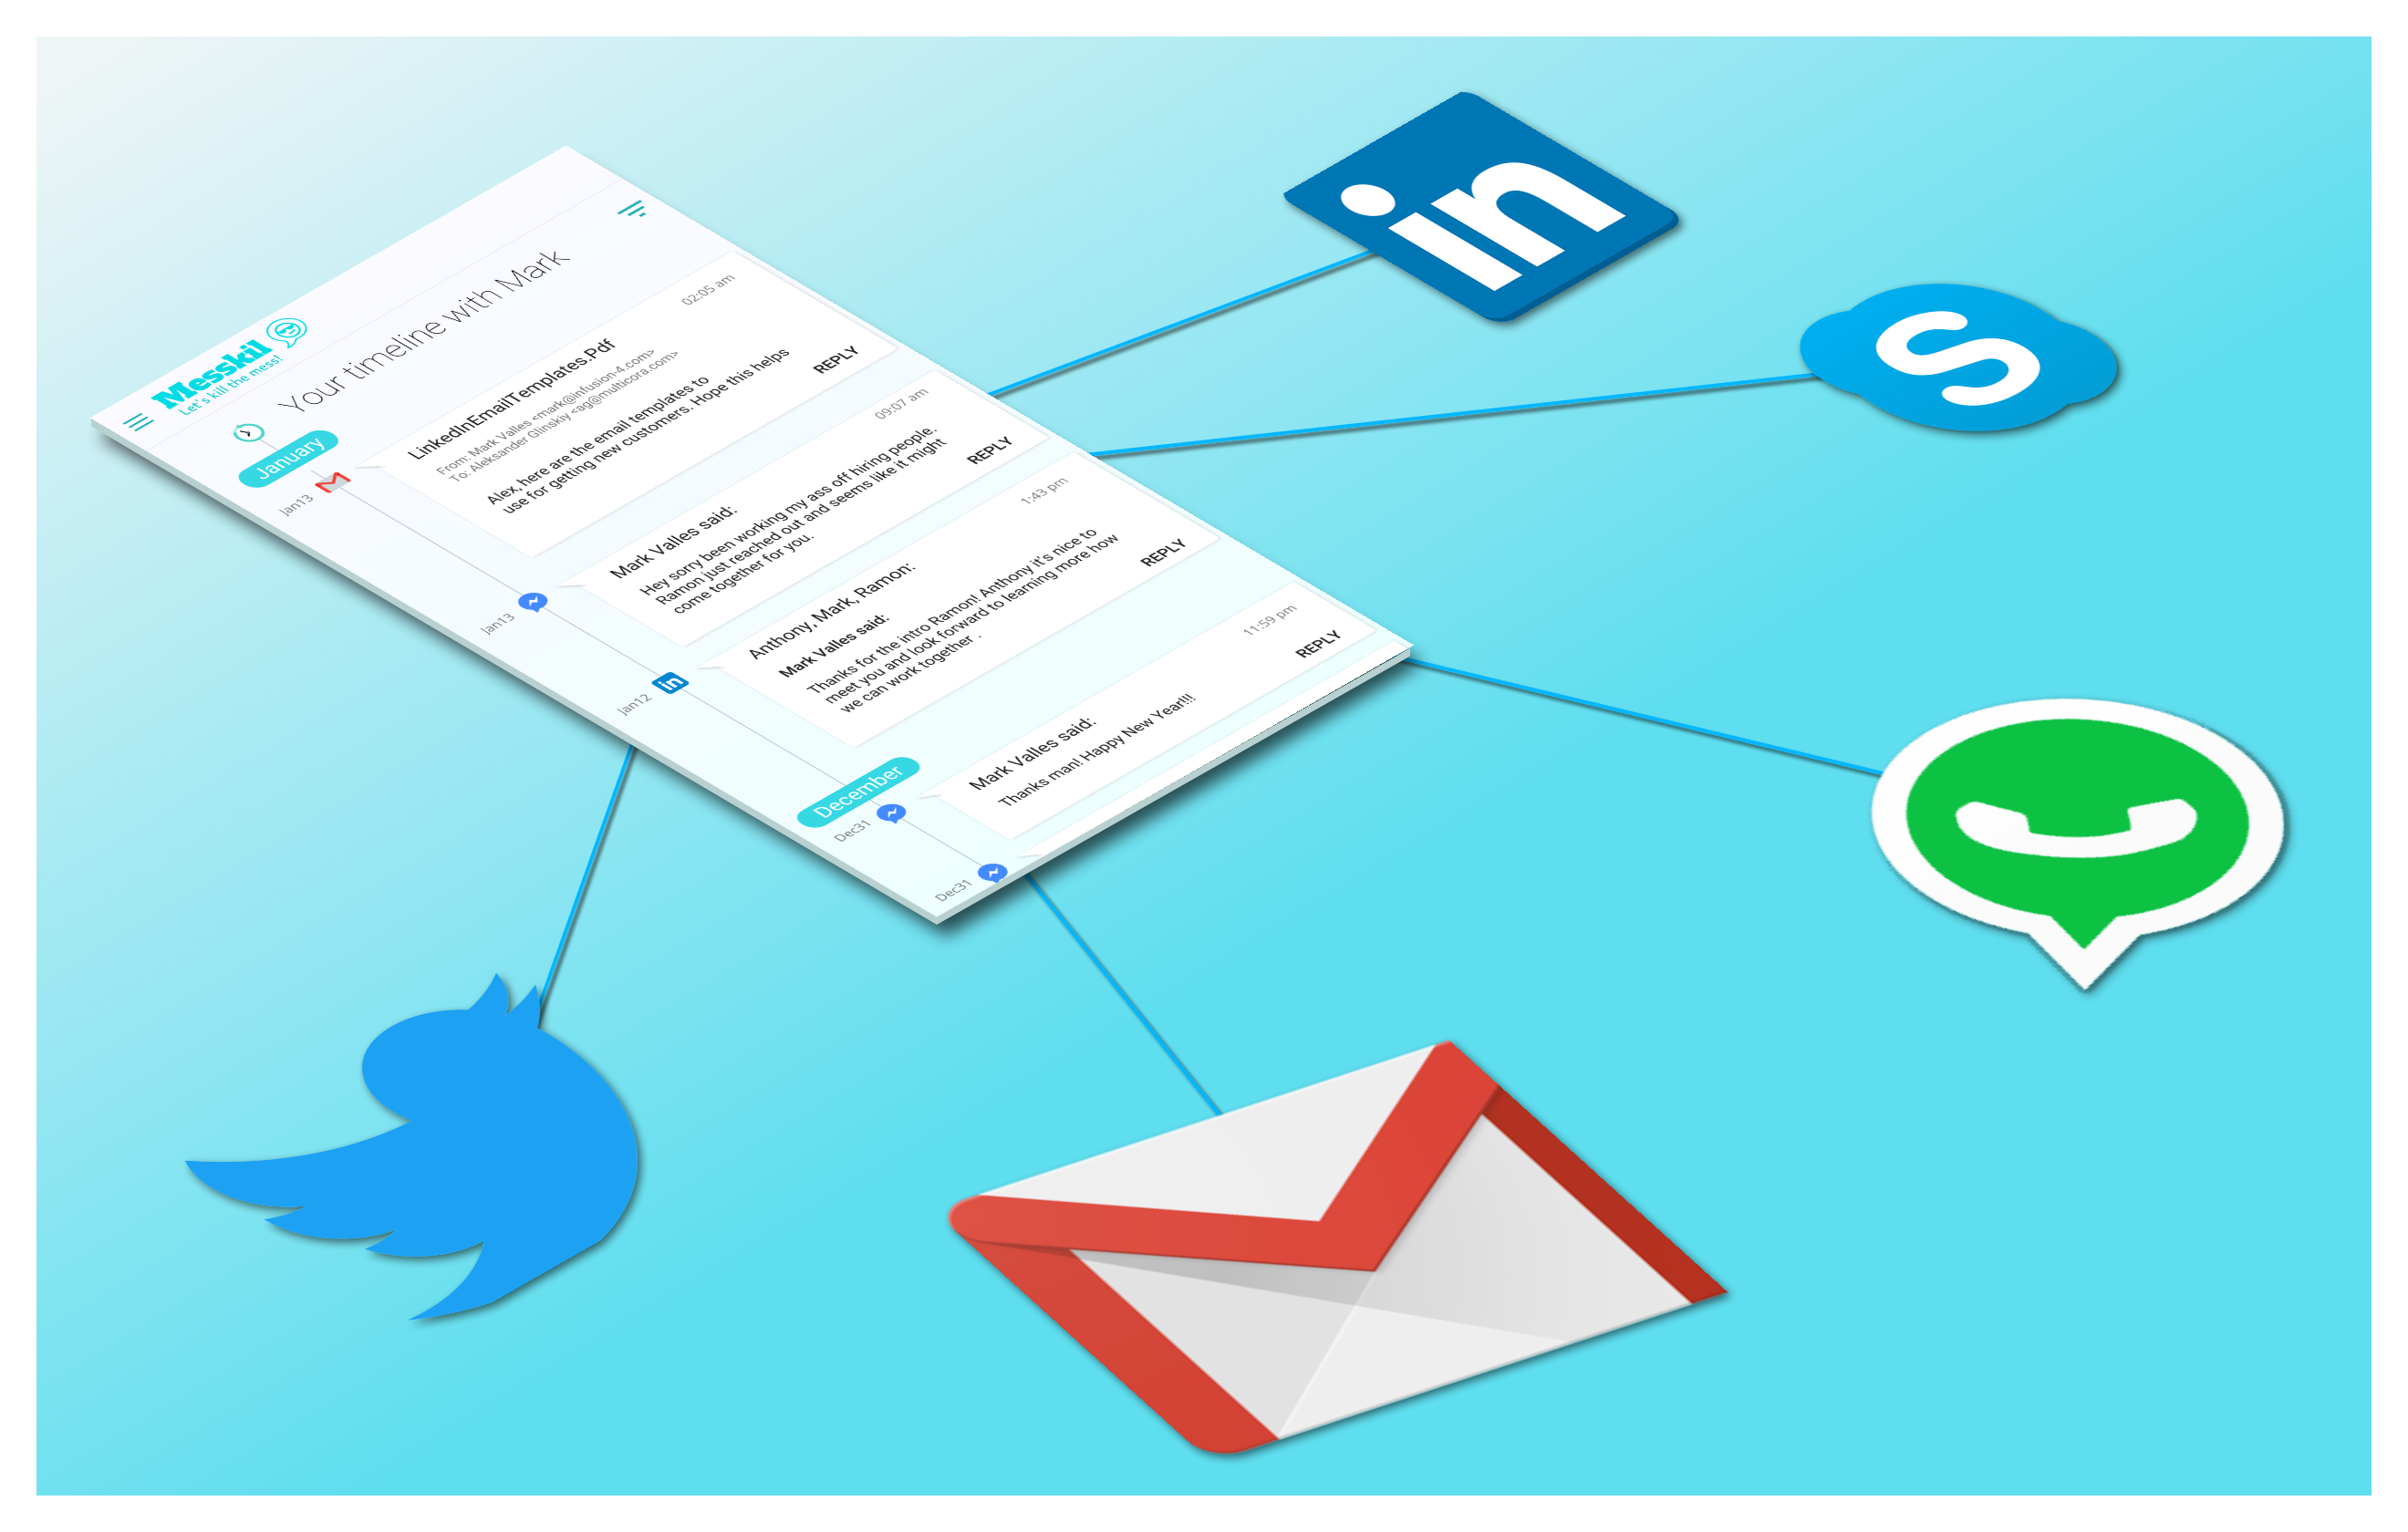 Messkil
Let's kill the mess!
Your timeline with Mark
January
Jan13
LinkedInEmailTemplates.Pdf
02:05 am
From: Mark Valles <mark@infusion-4.com>
To: Aleksander Glinskiy <ag@multicora.com>
Alex, here are the email templates to
use for getting new customers. Hope this helps
REPLY
Jan13
Mark Valles said:
09:07 am
Hey sorry been working my ass off hiring people.
Ramon just reached out and seems liike it might
come together for you.
REPLY
Jan12
in
Anthony, Mark, Ramon:
1:43 pm
Mark Valles said:
Thanks for the intro Ramon! Anthony it's nice to
meet you and look forward to learning more how
we can work together .
REPLY
December
Dec31
Mark Valles said:
11:59 pm
Thanks man! Happy New Year!!!
REPLY
Dec31
in
S